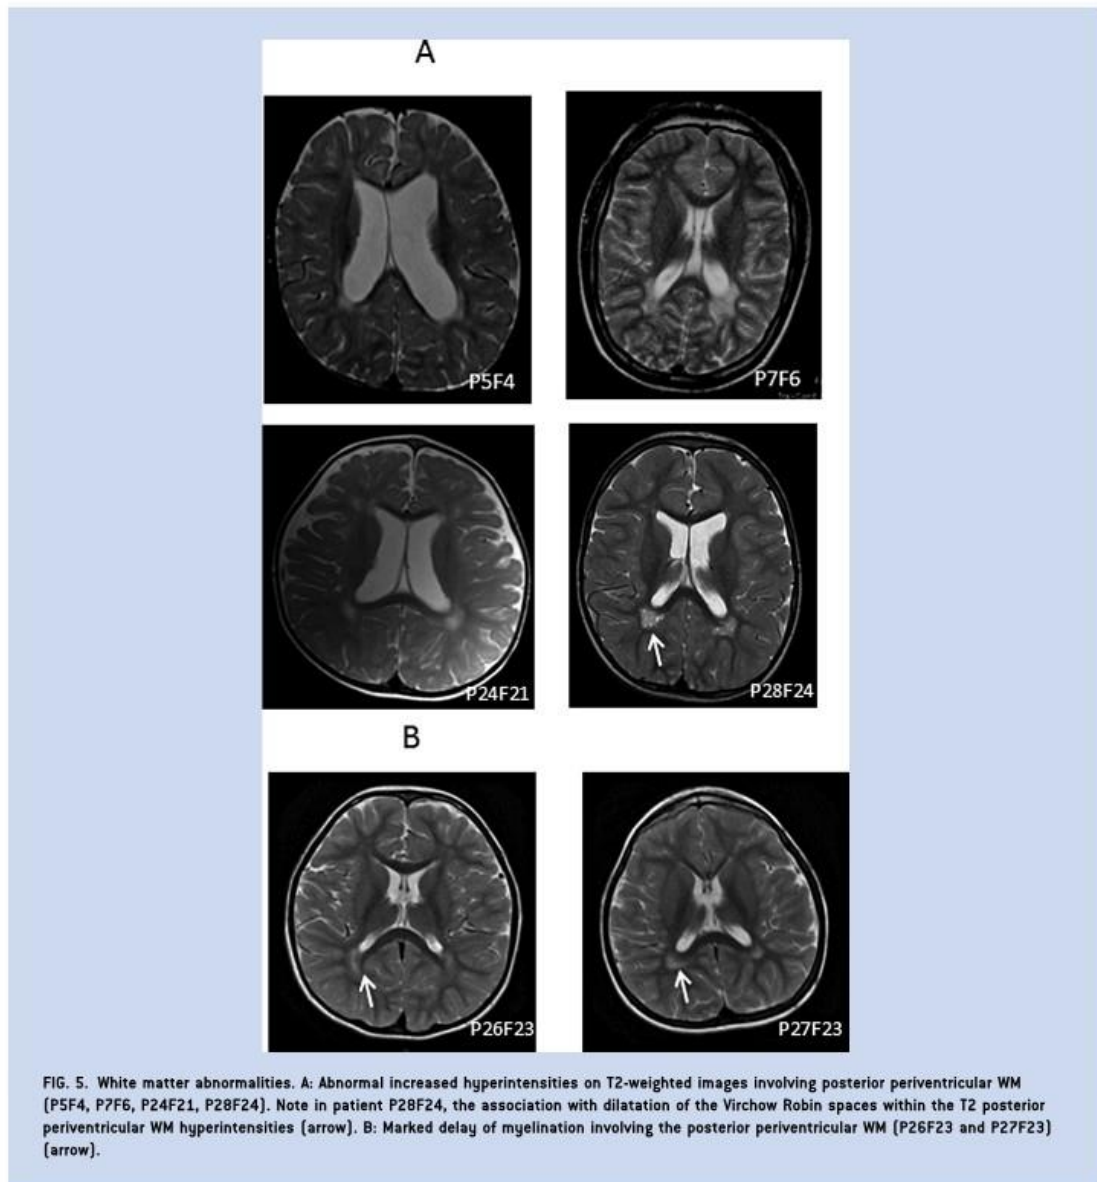 A
P5F4
P7F6
P24F21
P28F24
B
P26F23
P27F23
FIG. 5. White matter abnormalities. A: Abnormal increased hyperintensities on T2-weighted images involving posterior periventricular WM
(P5F4, P7F6, P24F21, P28F24). Note in patient P28F24, the association with dilatation of the Virchow Robin spaces within the T2 posterior
periventricular WM hyperintensities (arrow). B: Marked delay of myelination involving the posterior periventricular WM (P26F23 and P27F23)
(arrow).